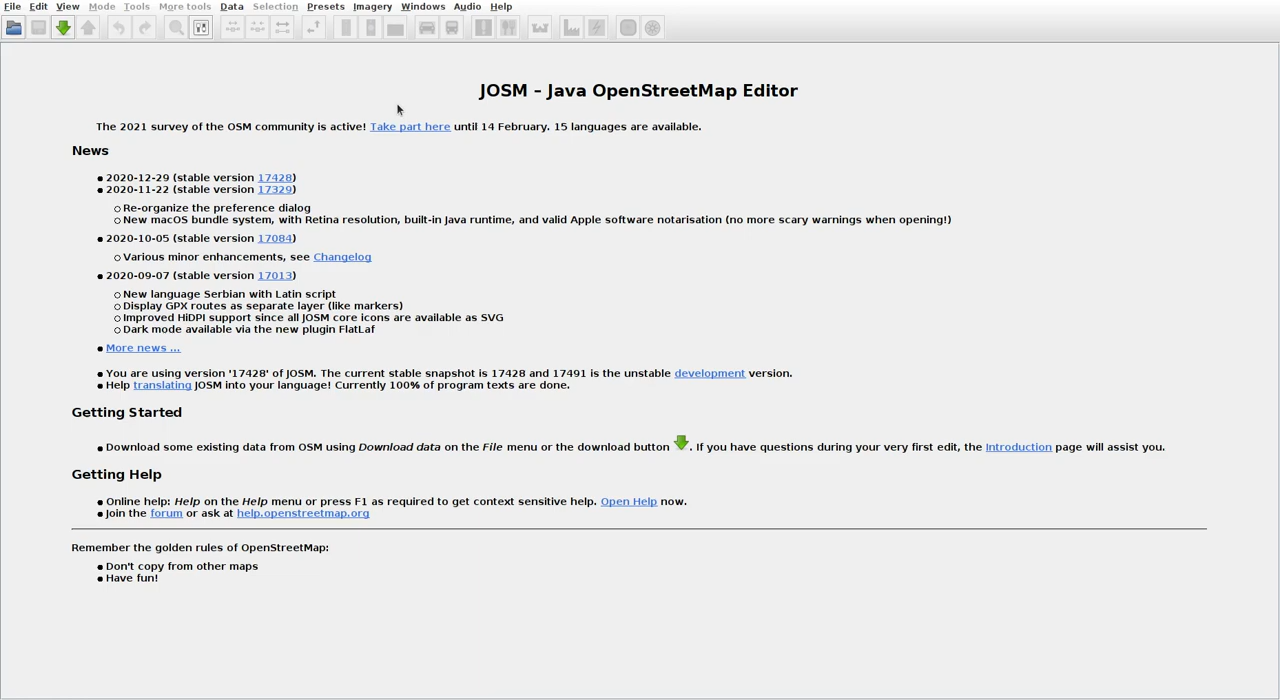 File Edit View Mode Tools More tools Data Selection Presets Imagery Windows Audio Help
JOSM – Java OpenStreetMap Editor
The 2021 survey of the OSM community is active! Take part here until 14 February. 15 languages are available.
News
2020-12-29 (stable version 17428)
2020-11-22 (stable version 17329)
Re-organize the preference dialog
New macOS bundle system, with Retina resolution, built-in Java runtime, and valid Apple software notarisation (no more scary warnings when opening!)
2020-10-05 (stable version 17084)
Various minor enhancements, see Changelog
2020-09-07 (stable version 17013)
New language Serbian with Latin script
Display GPX routes as separate layer (like markers)
Improved HiDPI support since all JOSM core icons are available as SVG
Dark mode available via the new plugin FlatLaf
More news ...
You are using version '17428' of JOSM. The current stable snapshot is 17428 and 17491 is the unstable development version.
Help translating JOSM into your language! Currently 100% of program texts are done.
Getting Started
Download some existing data from OSM using Download data on the File menu or the download button . If you have questions during your very first edit, the Introduction page will assist you.
Getting Help
Online help: Help on the Help menu or press F1 as required to get context sensitive help. Open Help now.
Join the forum or ask at help.openstreetmap.org
Remember the golden rules of OpenStreetMap:
Don't copy from other maps
Have fun!